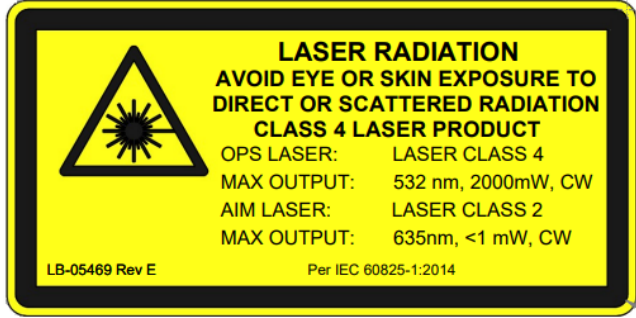 LASER RADIATION
AVOID EYE OR SKIN EXPOSURE TO
DIRECT OR SCATTERED RADIATION
CLASS 4 LASER PRODUCT
OPS LASER: LASER CLASS 4
MAX OUTPUT: 532 nm, 2000mW, CW
AIM LASER: LASER CLASS 2
MAX OUTPUT: 635nm, <1 mW, CW
LB-05469 Rev E Per IEC 60825-1:2014